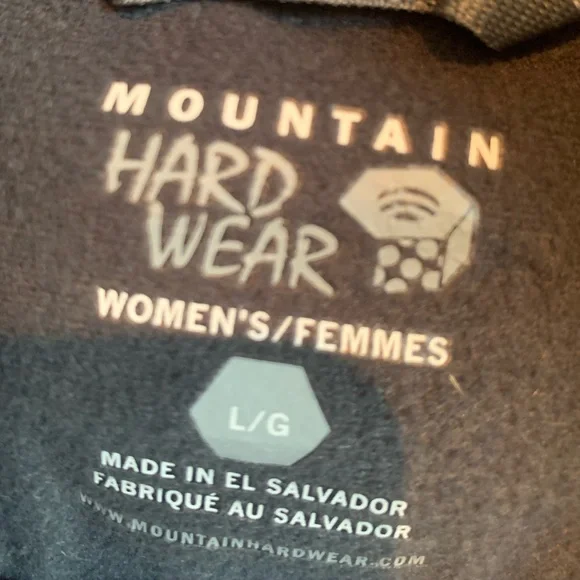 MOUNTAIN
HARD
WEAR
WOMEN'S/FEMMES
L/G
MADE IN EL SALVADOR
FABRIQUÉ AU SALVADOR
WWW.MOUNTAINHARDWEAR.COM